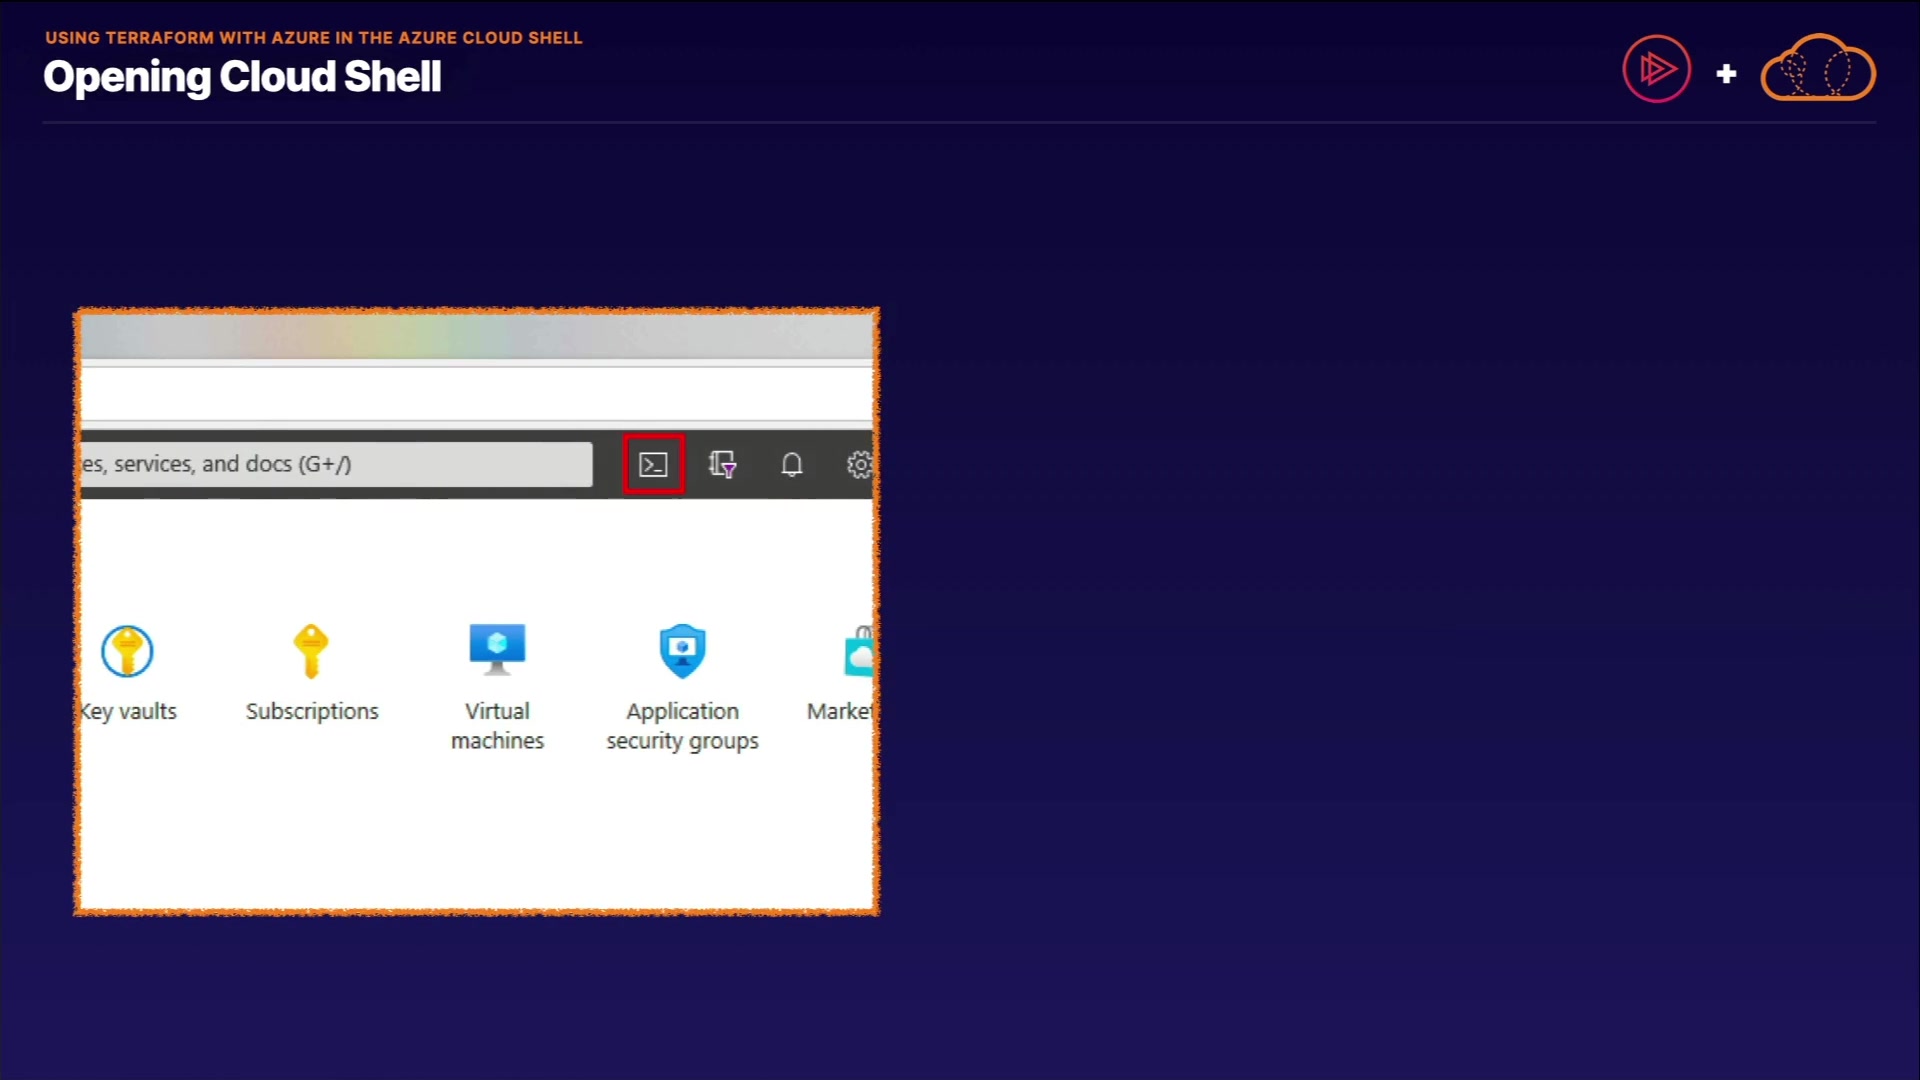 USING TERRAFORM WITH AZURE IN THE AZURE CLOUD SHELL
Opening Cloud Shell
es, services, and docs (G+/)
Key vaults
Subscriptions
Virtual
machines
Application
security groups
Market